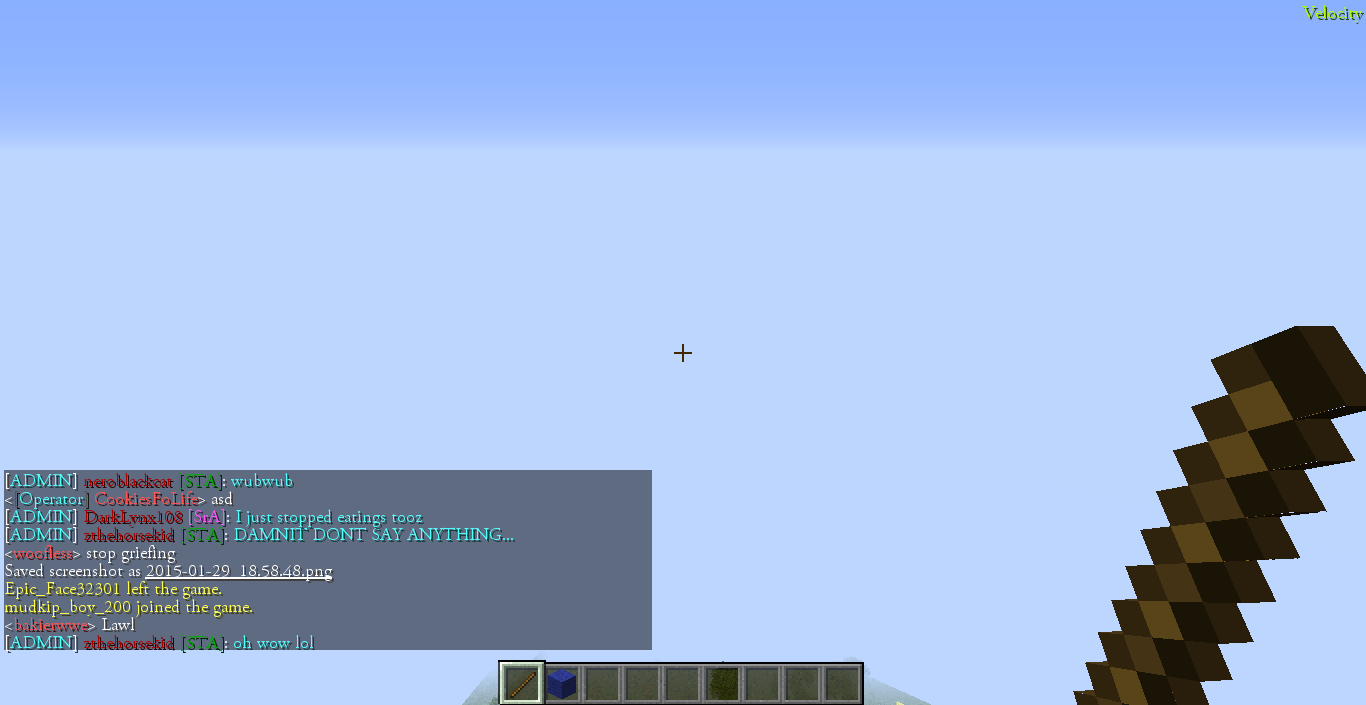 Velocity
[ADMIN] neroblackcat [STA]: wubwub
< [Operator] CookiesFoLife> asd
[ADMIN] DarkLynx108 [SrA]: I just stopped eatings tooz
[ADMIN] zthehorsekid [STA]: DAMNIT DONT SAY ANYTHING...
<woofless> stop griefing
Saved screenshot as 2015-01-29_18.58.48.png
Epic_Face32301 left the game.
mudkip_boy_200 joined the game.
<bakierwwe> Lawl
[ADMIN] zthehorsekid [STA]: oh wow lol